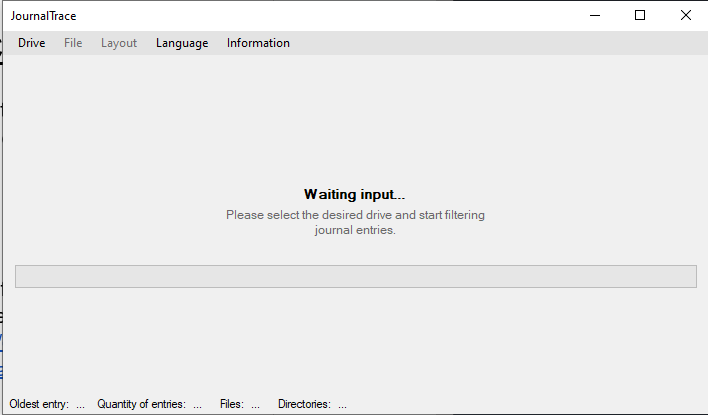 JournalTrace
Drive File Layout Language Information
Waiting input...
Please select the desired drive and start filtering
journal entries.
Oldest entry: ... Quantity of entries: ... Files: ... Directories: ...